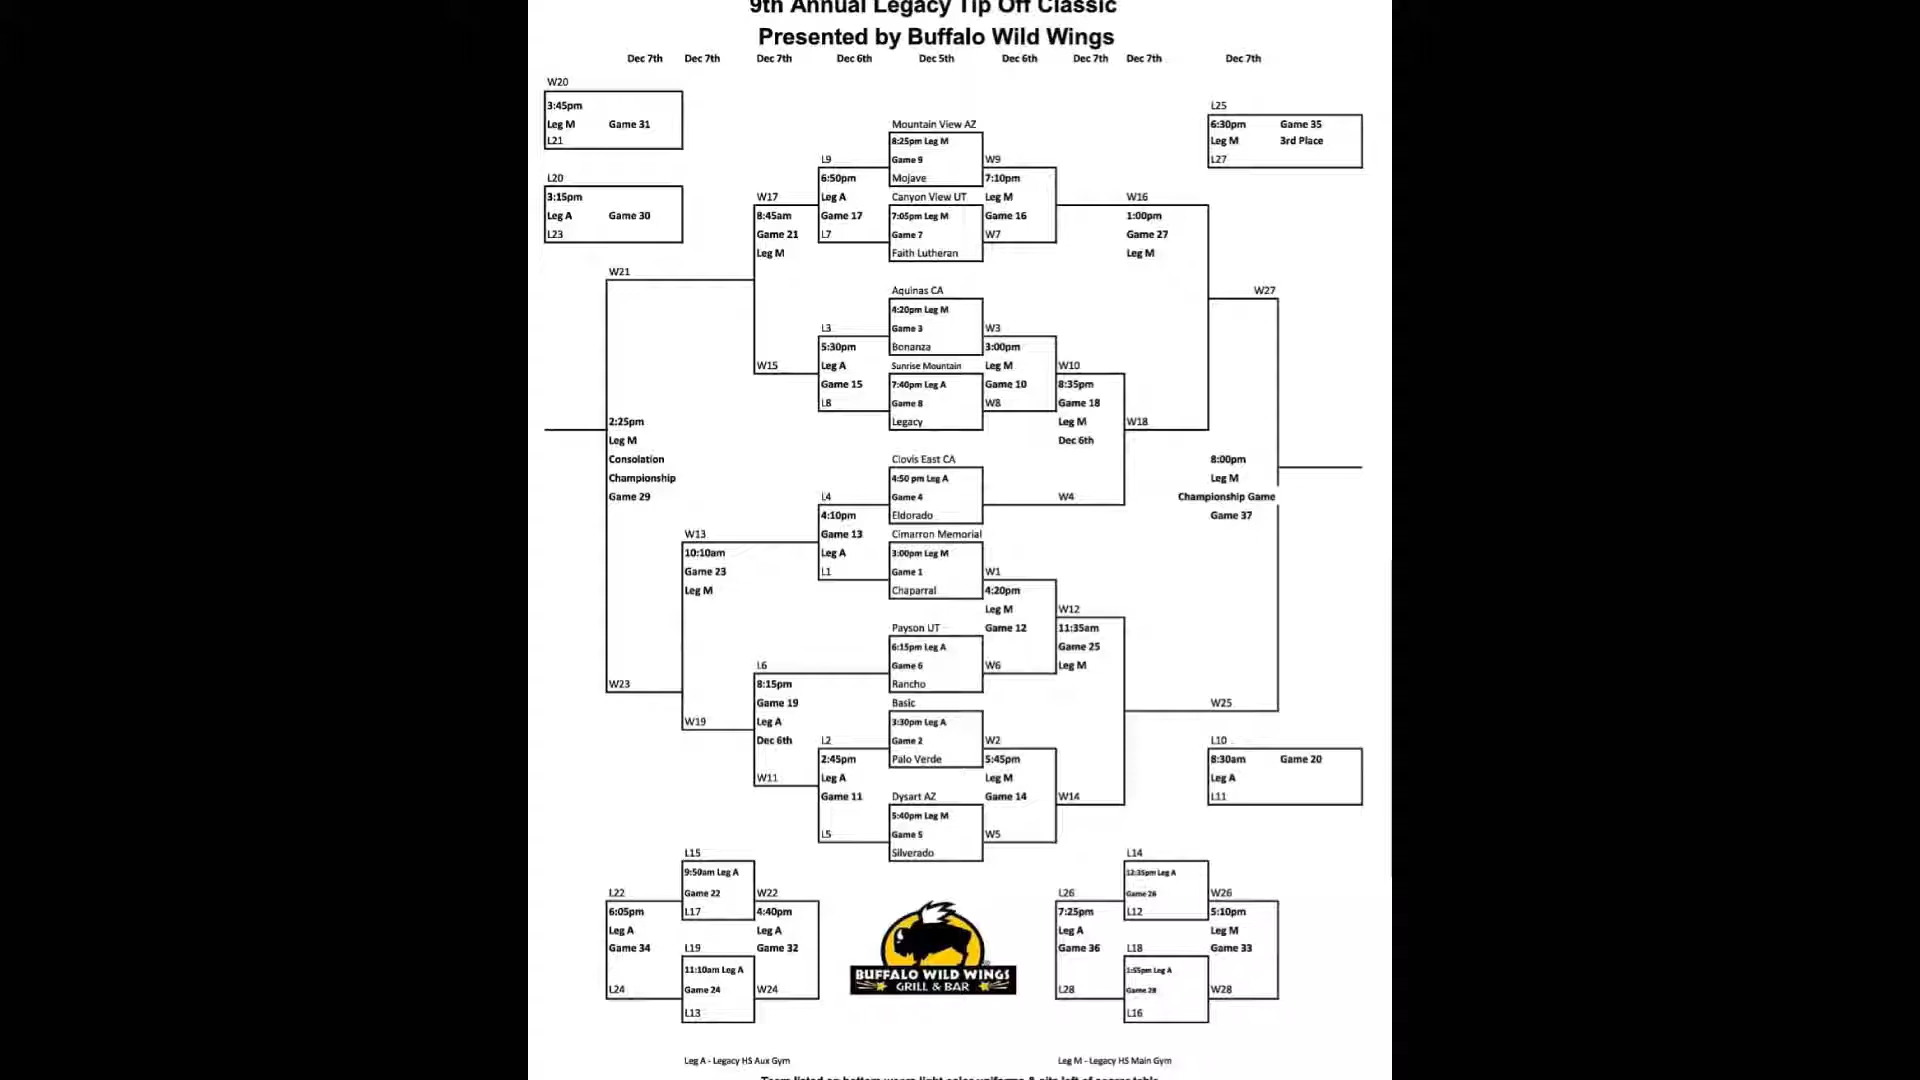 9th Annual Legacy Tip Off Classic
Presented by Buffalo Wild Wings
Dec 7th Dec 7th Dec 7th Dec 6th Dec 5th Dec 6th Dec 7th Dec 7th Dec 7th
W20
3:45pm
Leg M Game 31
L21
L20
3:15pm
Leg A Game 30
L23
W21
2:25pm
Leg M
Consolation
Championship
Game 29
W23
W13
10:10am
Game 23
Leg M
W19
W17
8:45am
Game 21
Leg M
W15
L6
8:15pm
Game 19
Leg A
Dec 6th
W11
L9
6:50pm
Leg A
Game 17
L7
L3
5:30pm
Leg A
Game 15
L8
L4
4:10pm
Game 13
Leg A
L1
L2
2:45pm
Leg A
Game 11
L5
Mountain View AZ
8:25pm Leg M
Game 9
Mojave
Canyon View UT
7:05pm Leg M
Game 7
Faith Lutheran
Aquinas CA
4:20pm Leg M
Game 3
Bonanza
Sunrise Mountain
7:40pm Leg A
Game 8
Legacy
Clovis East CA
4:50 pm Leg A
Game 4
Eldorado
Cimarron Memorial
3:00pm Leg M
Game 1
Chaparral
Payson UT
6:15pm Leg A
Game 6
Rancho
Basic
3:30pm Leg A
Game 2
Palo Verde
Dysart AZ
5:40pm Leg M
Game 5
Silverado
W9
7:10pm
Leg M
Game 16
W7
W3
3:00pm
Leg M
Game 10
W8
W1
4:20pm
Leg M
Game 12
W6
W2
5:45pm
Leg M
Game 14
W5
W10
8:35pm
Game 18
Leg M
Dec 6th
W4
W12
11:35am
Game 25
Leg M
W14
W16
1:00pm
Game 27
Leg M
W18
L25
6:30pm Game 35
Leg M 3rd Place
L27
W27
8:00pm
Leg M
Championship Game
Game 37
W25
L10
8:30am Game 20
Leg A
L11
L22
6:05pm
Leg A
Game 34
L24
L15
9:50am Leg A
Game 22
L17
L19
11:10am Leg A
Game 24
L13
W22
4:40pm
Leg A
Game 32
W24
BUFFALO WILD WINGS
GRILL & BAR
L26
7:25pm
Leg A
Game 36
L28
L14
12:35pm Leg A
Game 26
L12
L18
1:55pm Leg A
Game 28
L16
W26
5:10pm
Leg M
Game 33
W28
Leg A - Legacy HS Aux Gym Leg M - Legacy HS Main Gym
Team listed on bottom wears light color uniforms & sits left of scorer table